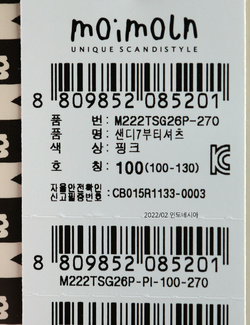 moimoln
UNIQUE SCANDISTYLE
8 809852 085201
품 번 : M222TSG26P-270
품 명 : 샌디7부티셔츠
색 상 : 핑크
호 칭 : 100(100-130)
자율안전확인
신고필증번호 : CB015R1133-0003
2022/02 인도네시아
8 809852 085201
M222TSG26P-PI-100-270